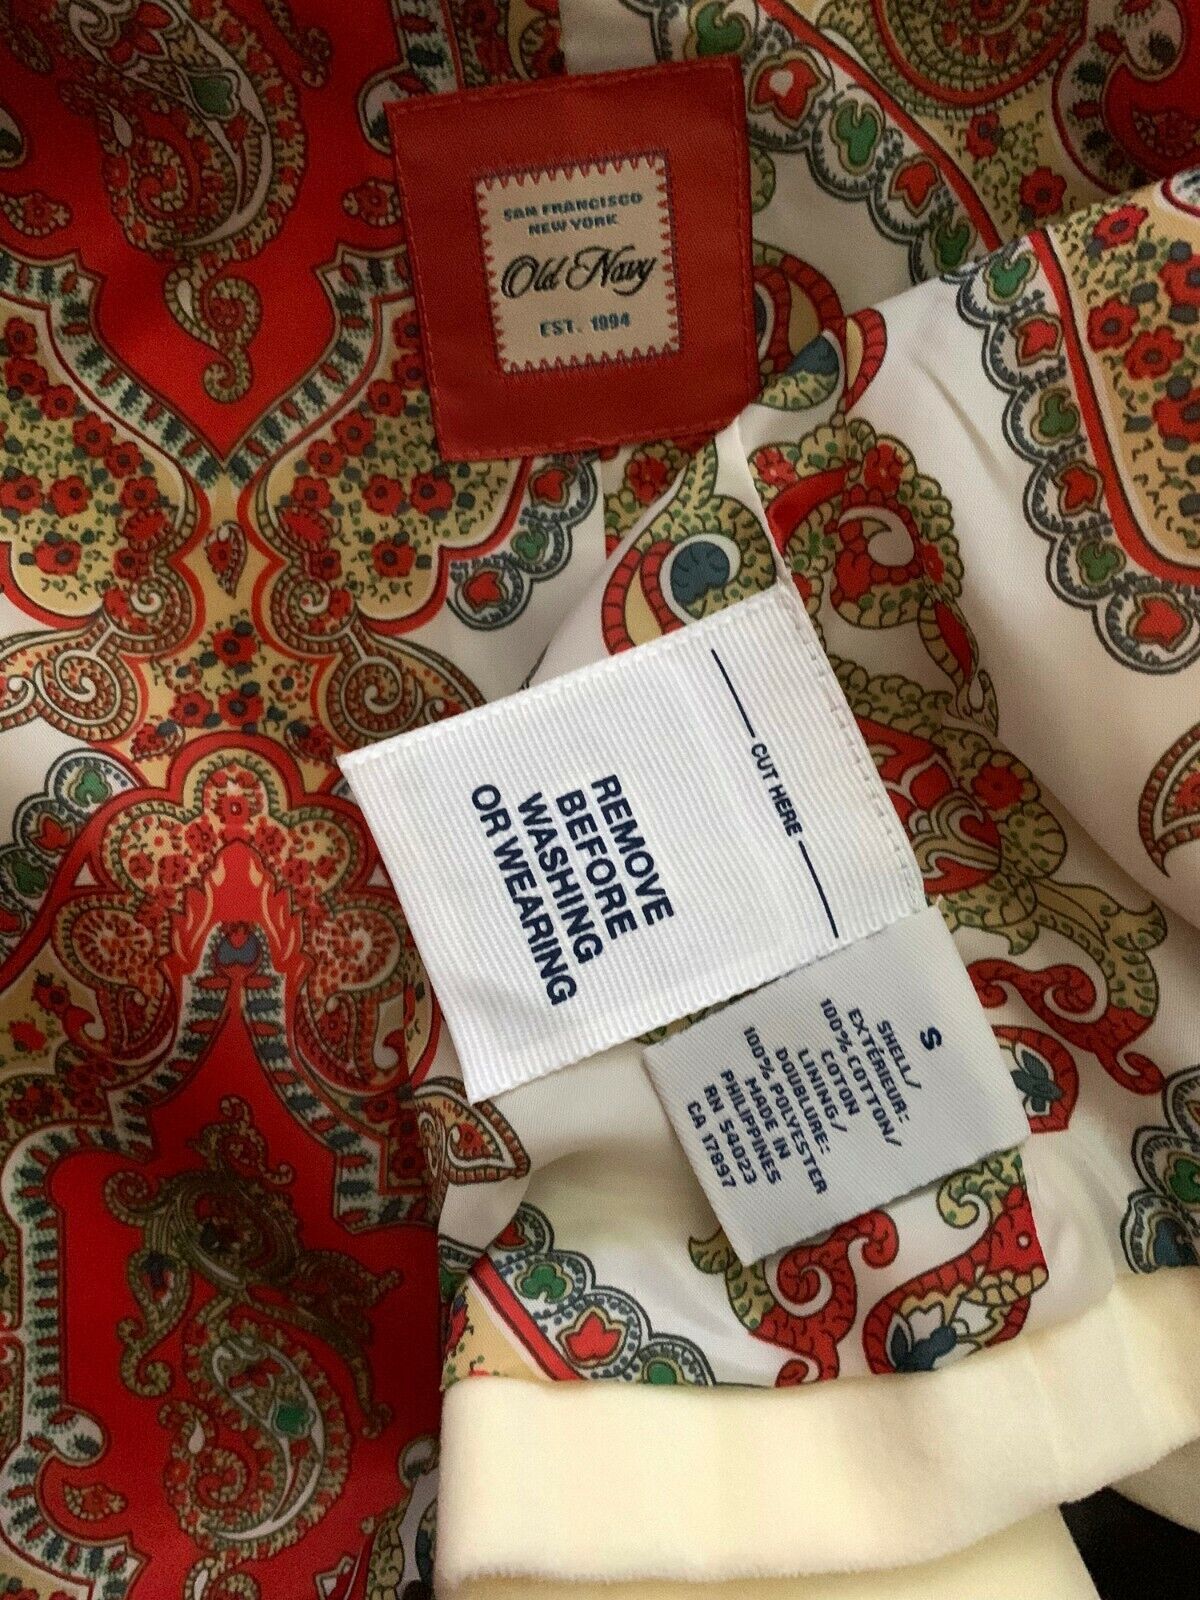 SAN FRANCISCO
NEW YORK
Old Navy
EST. 1994
CUT HERE
REMOVE
BEFORE
WASHING
OR WEARING
S
SHELL/
EXTÉRIEUR:
100% COTTON/
COTON
LINING/
DOUBLURE:
100% POLYESTER
MADE IN
PHILIPPINES
RN 54023
CA 17897